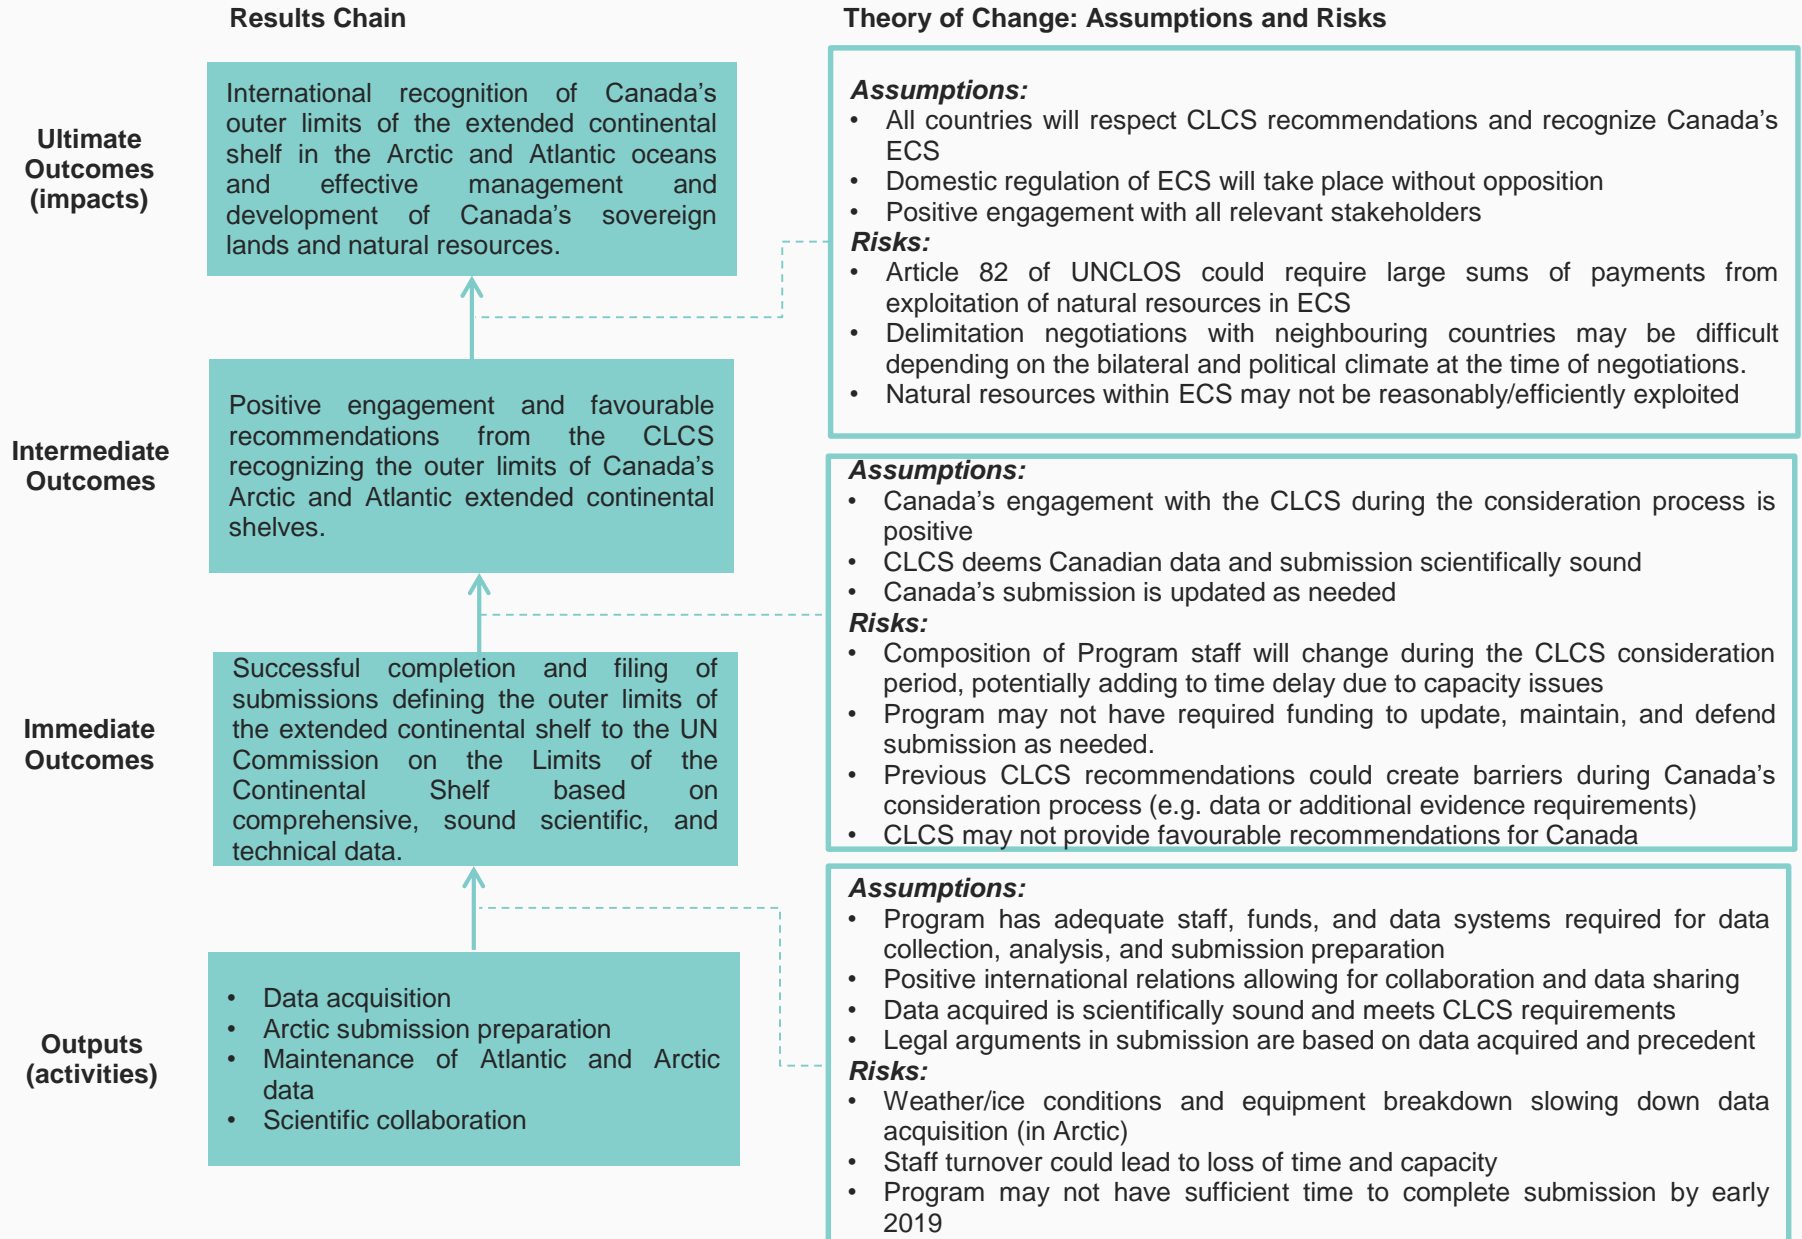 Results Chain
Theory of Change: Assumptions and Risks
Ultimate
Outcomes
(impacts)
International recognition of Canada’s
outer limits of the extended continental
shelf in the Arctic and Atlantic oceans
and effective management and
development of Canada’s sovereign
lands and natural resources.
Assumptions:
• All countries will respect CLCS recommendations and recognize Canada’s
ECS
• Domestic regulation of ECS will take place without opposition
• Positive engagement with all relevant stakeholders
Risks:
• Article 82 of UNCLOS could require large sums of payments from
exploitation of natural resources in ECS
• Delimitation negotiations with neighbouring countries may be difficult
depending on the bilateral and political climate at the time of negotiations.
• Natural resources within ECS may not be reasonably/efficiently exploited
Intermediate
Outcomes
Positive engagement and favourable
recommendations from the CLCS
recognizing the outer limits of Canada’s
Arctic and Atlantic extended continental
shelves.
Assumptions:
• Canada’s engagement with the CLCS during the consideration process is
positive
• CLCS deems Canadian data and submission scientifically sound
• Canada’s submission is updated as needed
Risks:
• Composition of Program staff will change during the CLCS consideration
period, potentially adding to time delay due to capacity issues
• Program may not have required funding to update, maintain, and defend
submission as needed.
• Previous CLCS recommendations could create barriers during Canada’s
consideration process (e.g. data or additional evidence requirements)
• CLCS may not provide favourable recommendations for Canada
Immediate
Outcomes
Successful completion and filing of
submissions defining the outer limits of
the extended continental shelf to the UN
Commission on the Limits of the
Continental Shelf based on
comprehensive, sound scientific, and
technical data.
Assumptions:
• Program has adequate staff, funds, and data systems required for data
collection, analysis, and submission preparation
• Positive international relations allowing for collaboration and data sharing
• Data acquired is scientifically sound and meets CLCS requirements
• Legal arguments in submission are based on data acquired and precedent
Risks:
• Weather/ice conditions and equipment breakdown slowing down data
acquisition (in Arctic)
• Staff turnover could lead to loss of time and capacity
• Program may not have sufficient time to complete submission by early
2019
Outputs
(activities)
• Data acquisition
• Arctic submission preparation
• Maintenance of Atlantic and Arctic
data
• Scientific collaboration